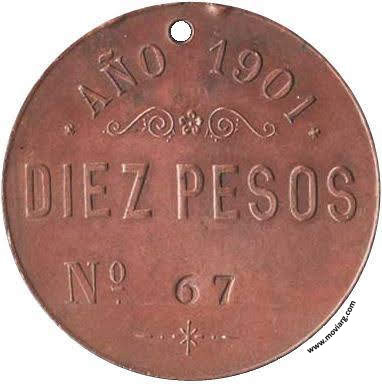 AÑO 1901
DIEZ PESOS
Nº 67
www.moviarg.com